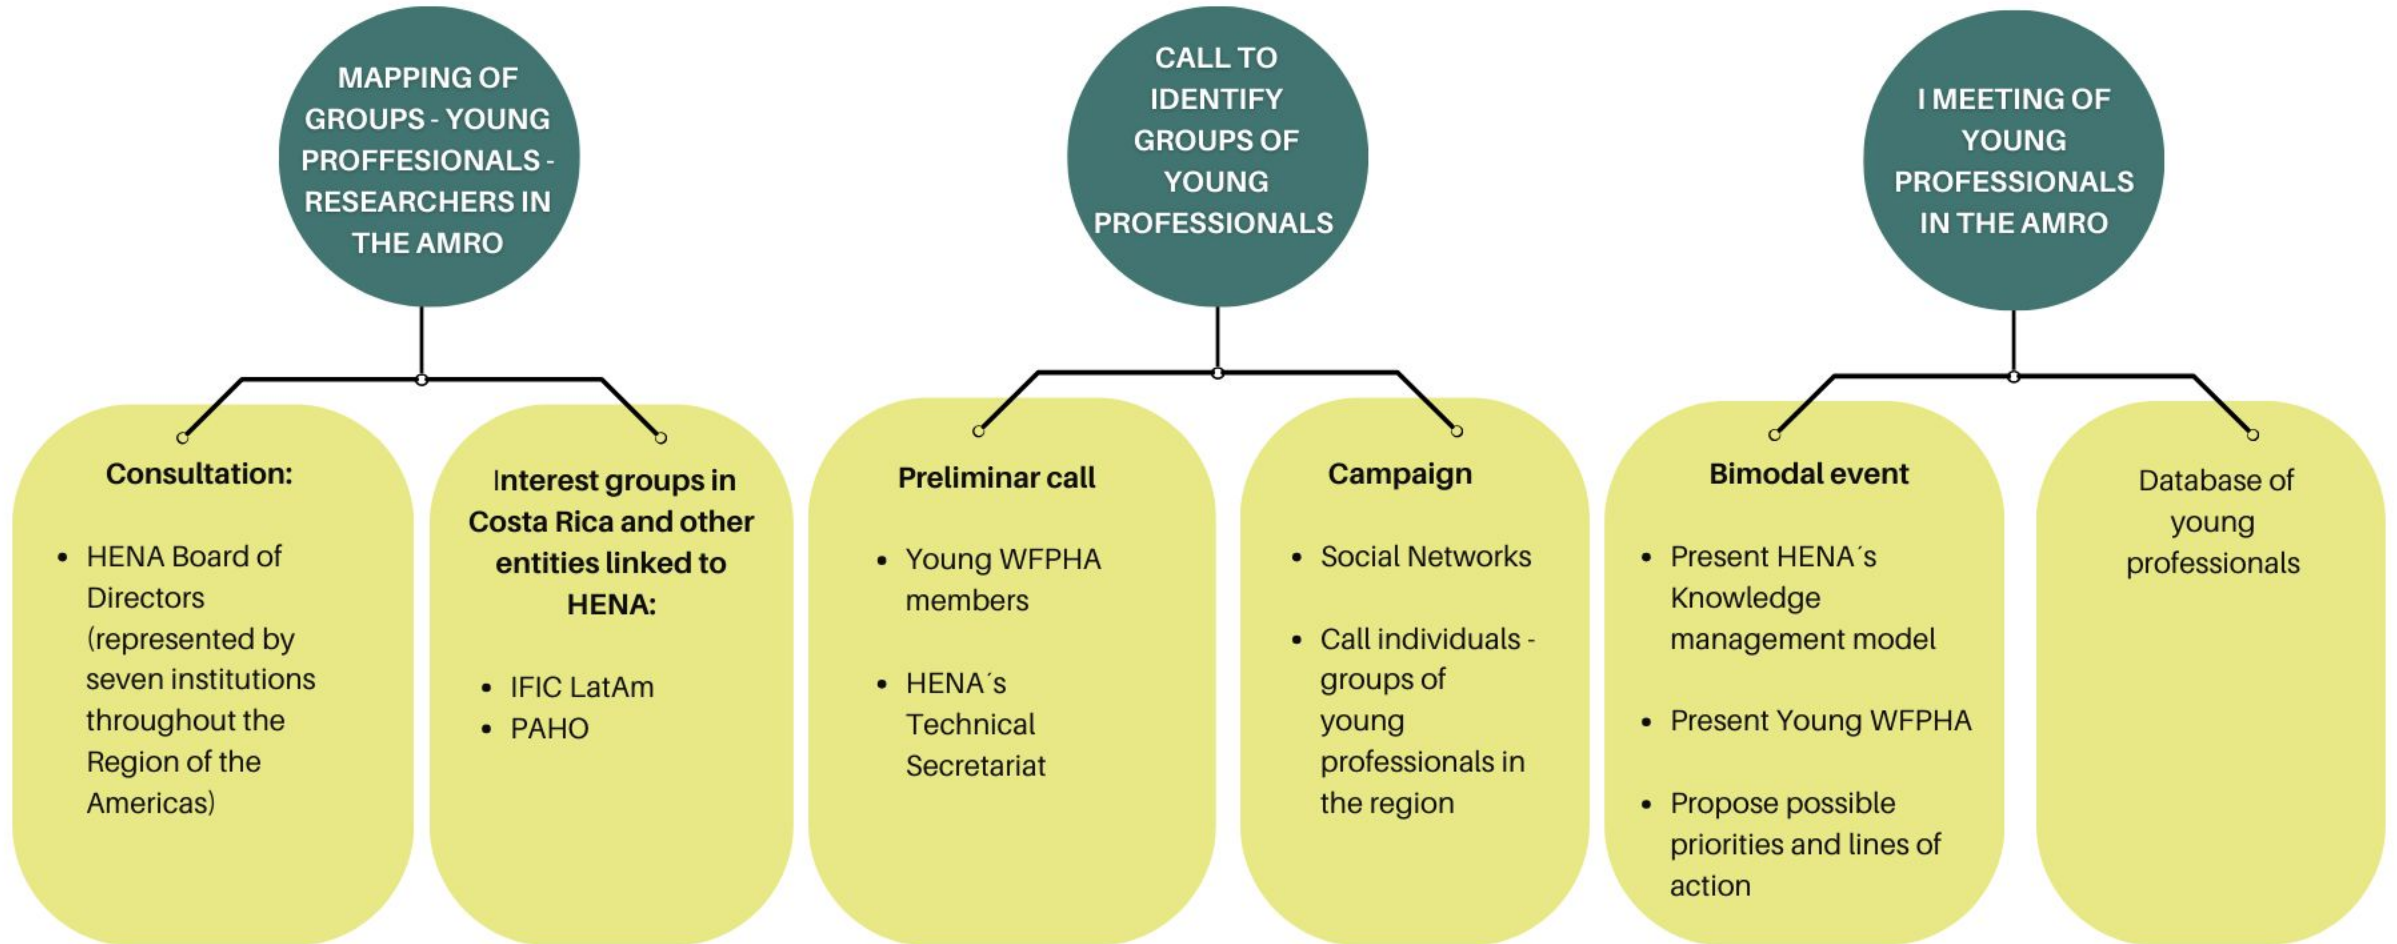 MAPPING OF
GROUPS - YOUNG
PROFFESIONALS -
RESEARCHERS IN
THE AMRO
Consultation:
• HENA Board of
Directors
(represented by
seven institutions
throughout the
Region of the
Americas)
Interest groups in
Costa Rica and other
entities linked to
HENA:
• IFIC LatAm
• PAHO
CALL TO
IDENTIFY
GROUPS OF
YOUNG
PROFESSIONALS
Preliminar call
• Young WFPHA
members
• HENA´s
Technical
Secretariat
Campaign
• Social Networks
• Call individuals -
groups of
young
professionals in
the region
I MEETING OF
YOUNG
PROFESSIONALS
IN THE AMRO
Bimodal event
• Present HENA´s
Knowledge
management model
• Present Young WFPHA
• Propose possible
priorities and lines of
action
Database of
young
professionals